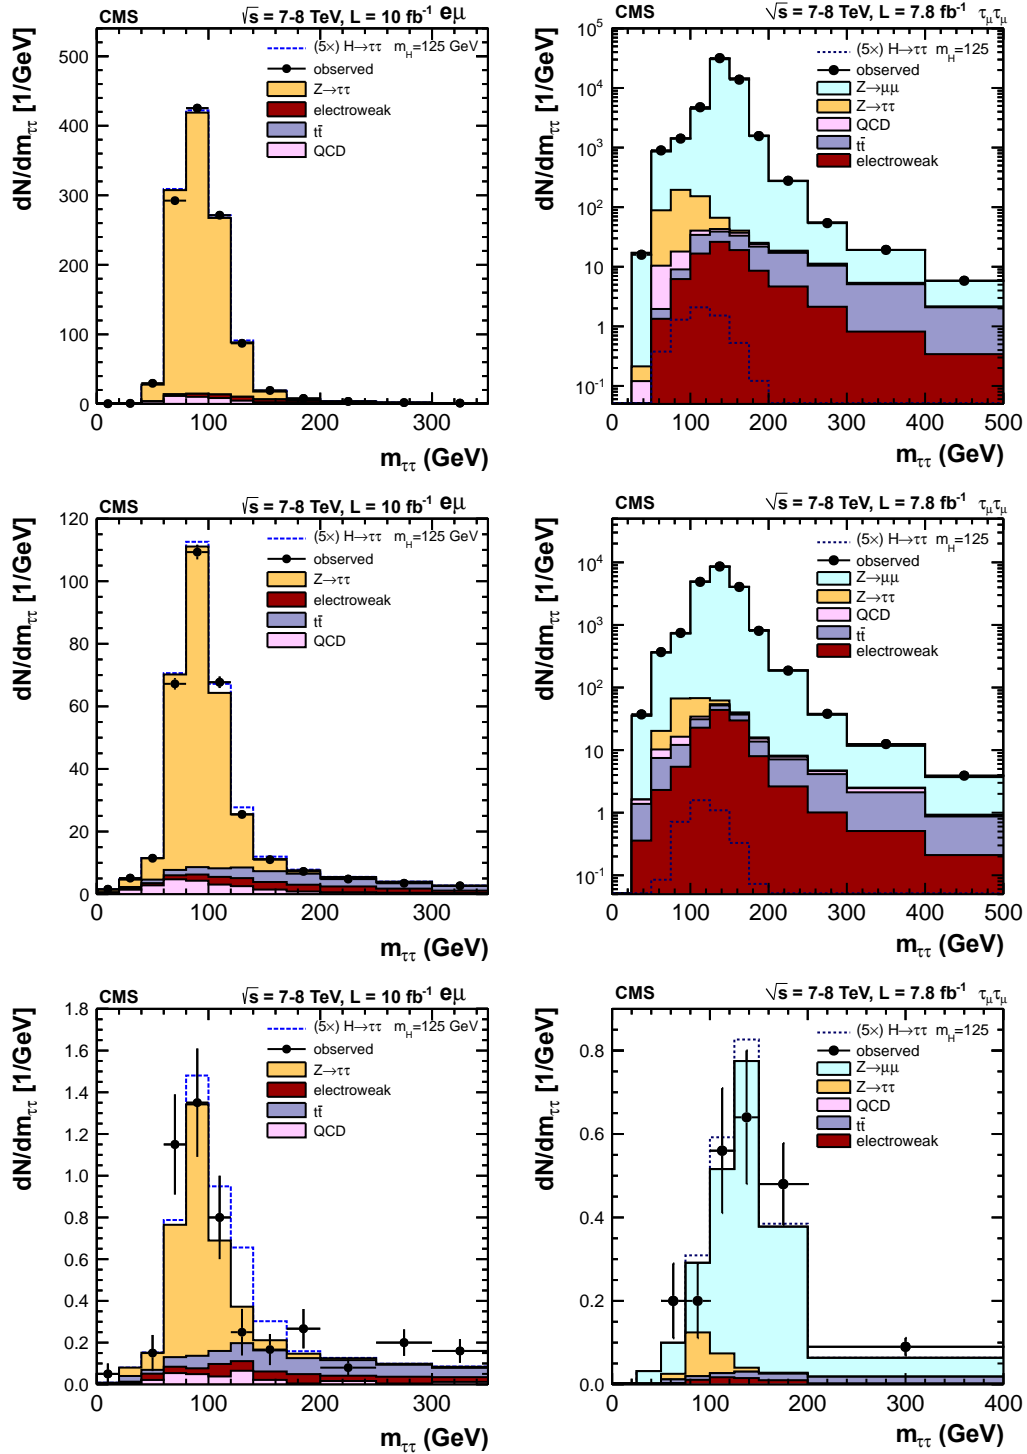 CMS √s = 7-8 TeV, L = 10 fb⁻¹ eμ
dN/dm_ττ [1/GeV]
(5×) H→ττ m_H=125 GeV
observed
Z→ττ
electroweak
tt̄
QCD
500
400
300
200
100
0
0 100 200 300
m_ττ (GeV)
CMS √s = 7-8 TeV, L = 7.8 fb⁻¹ τ_μτ_μ
dN/dm_ττ [1/GeV]
(5×) H→ττ m_H=125
observed
Z→μμ
Z→ττ
QCD
tt̄
electroweak
10⁵
10⁴
10³
10²
10
1
10⁻¹
0 100 200 300 400 500
m_ττ (GeV)
CMS √s = 7-8 TeV, L = 10 fb⁻¹ eμ
dN/dm_ττ [1/GeV]
(5×) H→ττ m_H=125 GeV
observed
Z→ττ
electroweak
tt̄
QCD
120
100
80
60
40
20
0
0 100 200 300
m_ττ (GeV)
CMS √s = 7-8 TeV, L = 7.8 fb⁻¹ τ_μτ_μ
dN/dm_ττ [1/GeV]
(5×) H→ττ m_H=125
observed
Z→μμ
Z→ττ
QCD
tt̄
electroweak
10⁴
10³
10²
10
1
10⁻¹
0 100 200 300 400 500
m_ττ (GeV)
CMS √s = 7-8 TeV, L = 10 fb⁻¹ eμ
dN/dm_ττ [1/GeV]
(5×) H→ττ m_H=125 GeV
observed
Z→ττ
electroweak
tt̄
QCD
1.8
1.6
1.4
1.2
1.0
0.8
0.6
0.4
0.2
0.0
0 100 200 300
m_ττ (GeV)
CMS √s = 7-8 TeV, L = 7.8 fb⁻¹ τ_μτ_μ
dN/dm_ττ [1/GeV]
(5×) H→ττ m_H=125
observed
Z→μμ
Z→ττ
QCD
tt̄
electroweak
0.8
0.6
0.4
0.2
0.0
0 100 200 300 400
m_ττ (GeV)